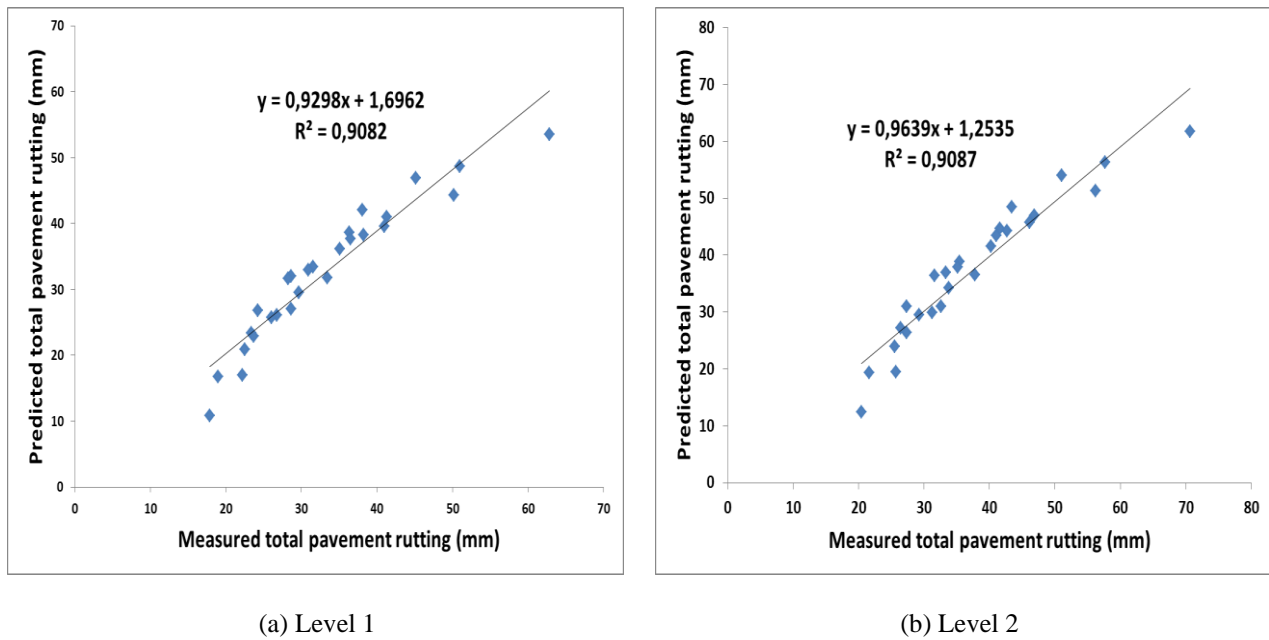 70
60
50
40
30
20
10
0
Predicted total pavement rutting (mm)
y = 0,9298x + 1,6962
R² = 0,9082
0 10 20 30 40 50 60 70
Measured total pavement rutting (mm)
(a) Level 1
80
70
60
50
40
30
20
10
0
Predicted total pavement rutting (mm)
y = 0,9639x + 1,2535
R² = 0,9087
0 10 20 30 40 50 60 70 80
Measured total pavement rutting (mm)
(b) Level 2